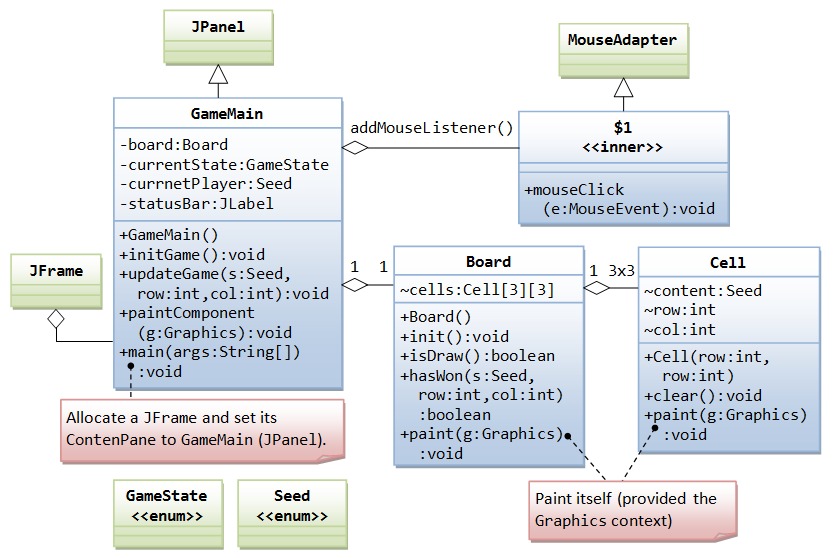 JPanel
MouseAdapter
GameMain
-board:Board
-currentState:GameState
-currnetPlayer:Seed
-statusBar:JLabel
+GameMain()
+initGame():void
+updateGame(s:Seed,
row:int,col:int):void
+paintComponent
(g:Graphics):void
+main(args:String[])
:void
addMouseListener()
$1
<<inner>>
+mouseClick
(e:MouseEvent):void
JFrame
1
1
Board
~cells:Cell[3][3]
+Board()
+init():void
+isDraw():boolean
+hasWon(s:Seed,
row:int,col:int)
:boolean
+paint(g:Graphics)
:void
1
3x3
Cell
~content:Seed
~row:int
~col:int
+Cell(row:int,
row:int)
+clear():void
+paint(g:Graphics)
:void
Allocate a JFrame and set its
ContenPane to GameMain (JPanel).
Paint itself (provided the
Graphics context)
GameState
<<enum>>
Seed
<<enum>>